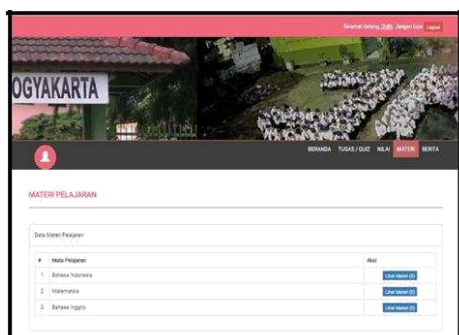 Selamat datang, Didik. Jangan lupa Logout
OGYAKARTA
BERANDA TUGAS / QUIZ NILAI MATERI BERITA
MATERI PELAJARAN
Data Materi Pelajaran
# Mata Pelajaran Aksi
1 Bahasa Indonesia Lihat Materi (0)
2 Matematika Lihat Materi (0)
3 Bahasa Inggris Lihat Materi (0)